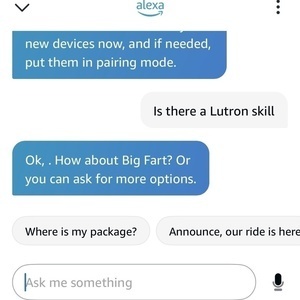 alexa
new devices now, and if needed,
put them in pairing mode.
Is there a Lutron skill
Ok, . How about Big Fart? Or
you can ask for more options.
Where is my package? Announce, our ride is here
Ask me something